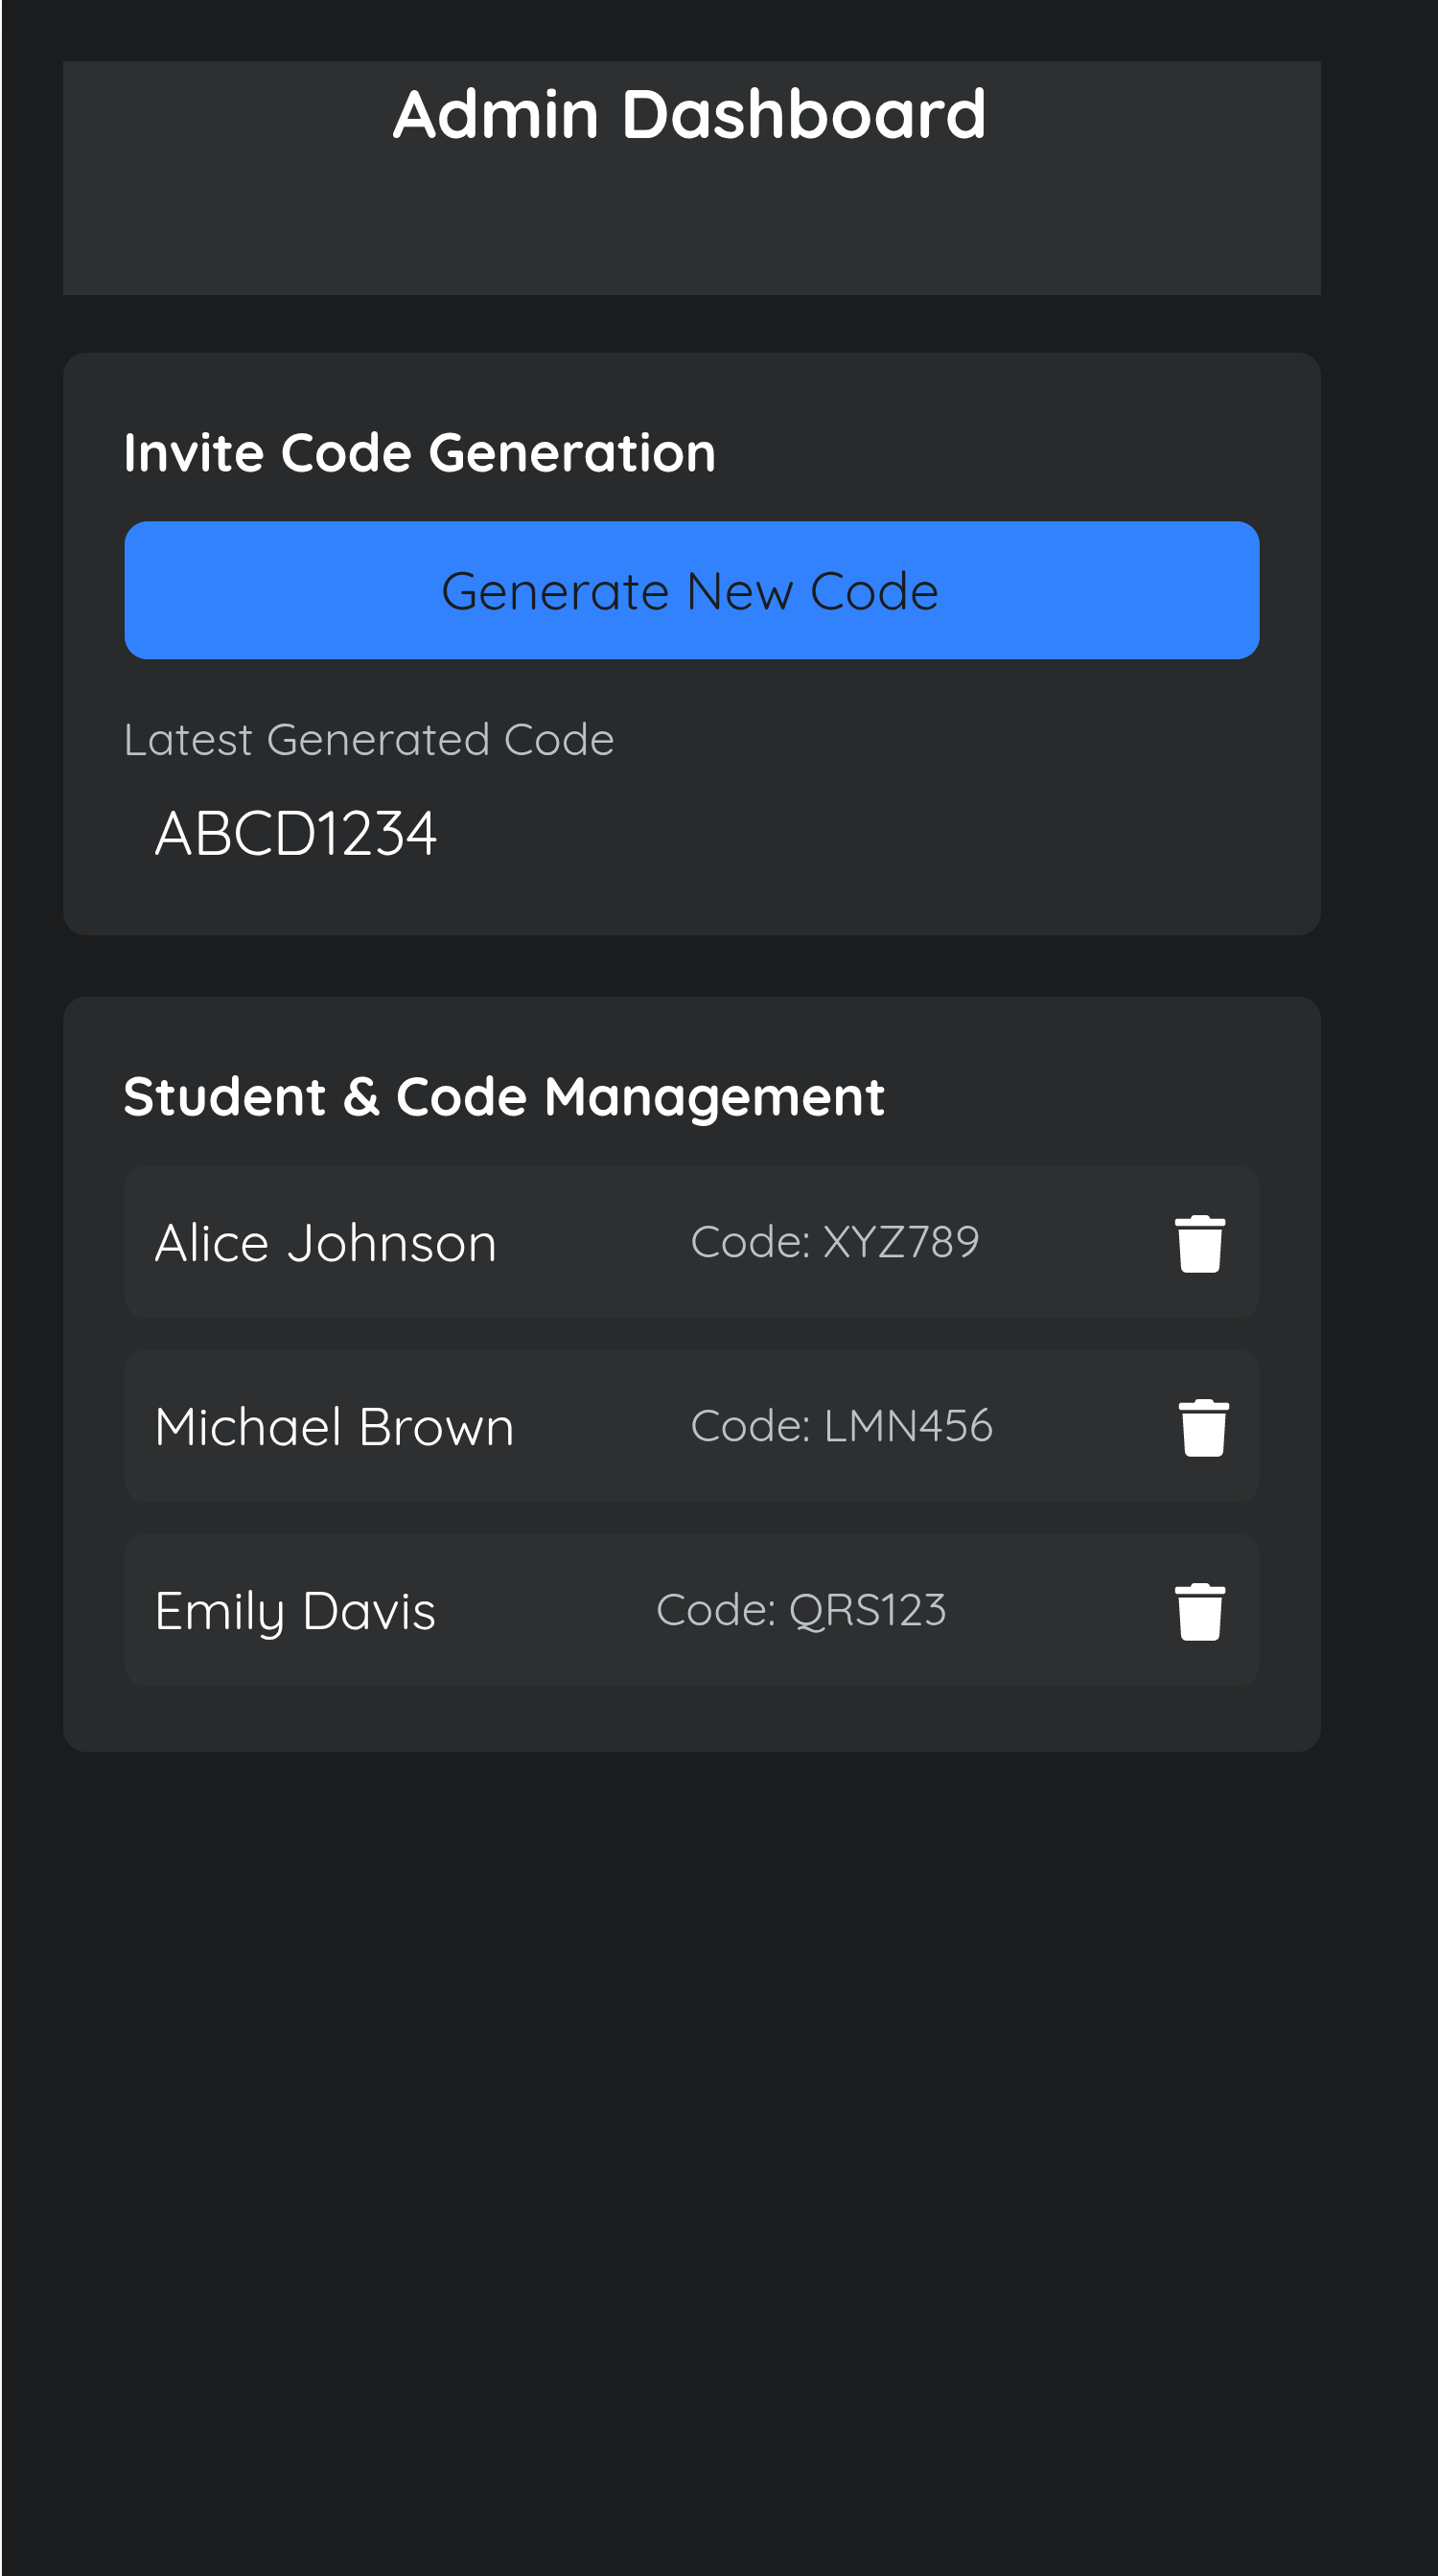 Admin Dashboard
Invite Code Generation
Generate New Code
Latest Generated Code
ABCD1234
Student & Code Management
Alice Johnson Code: XYZ789
Michael Brown Code: LMN456
Emily Davis Code: QRS123